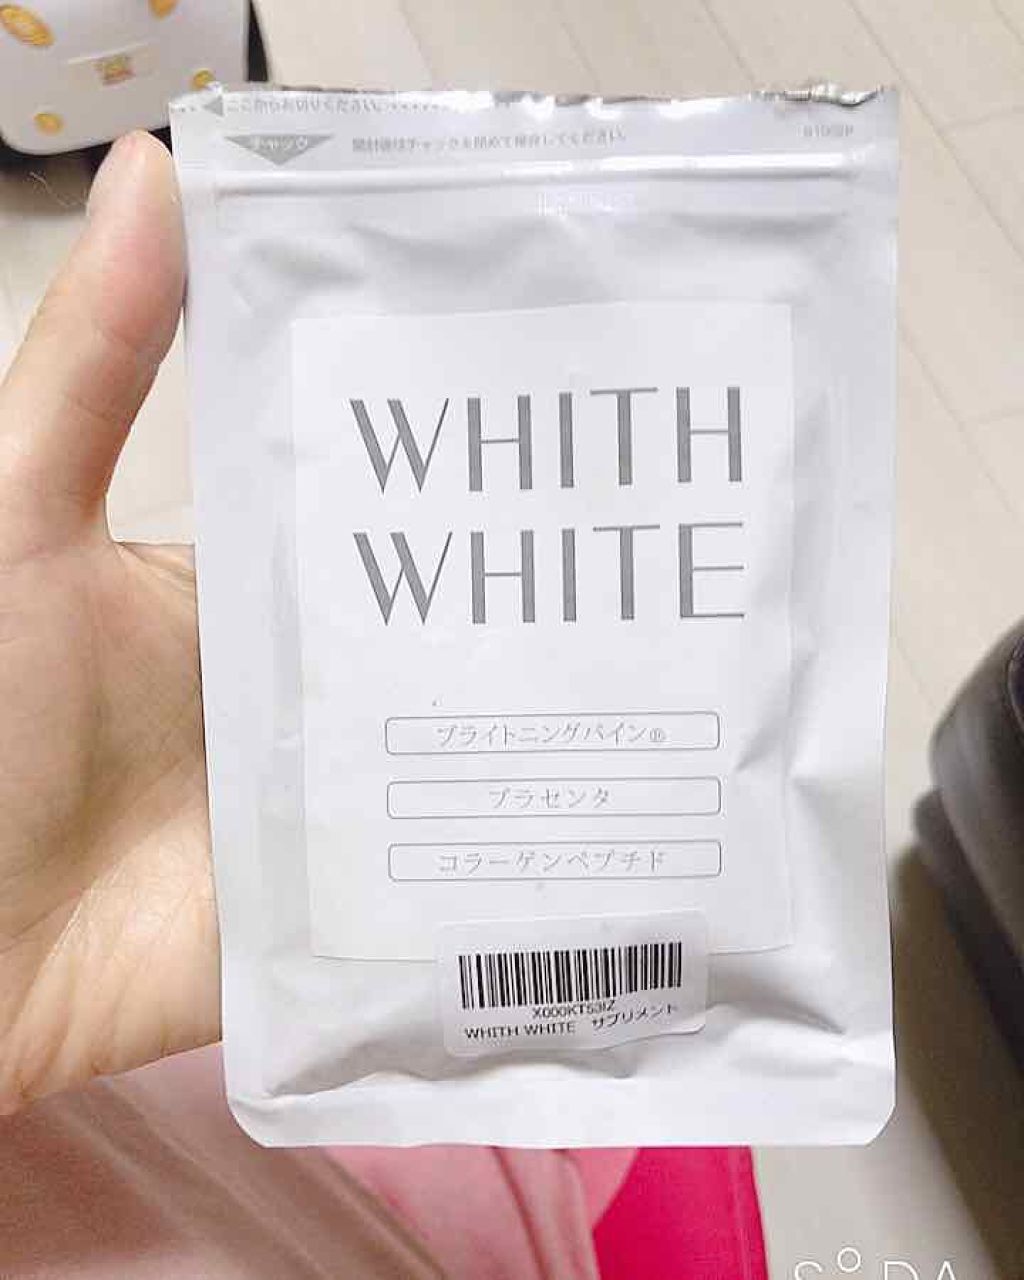 ここからお切りください。
チャック
開封後はチャックを閉めて保存してください。
WHITH
WHITE
ブライトニングパイン®
プラセンタ
コラーゲンペプチド
X000KT53IZ
WHITH WHITE サプリメント
SODA